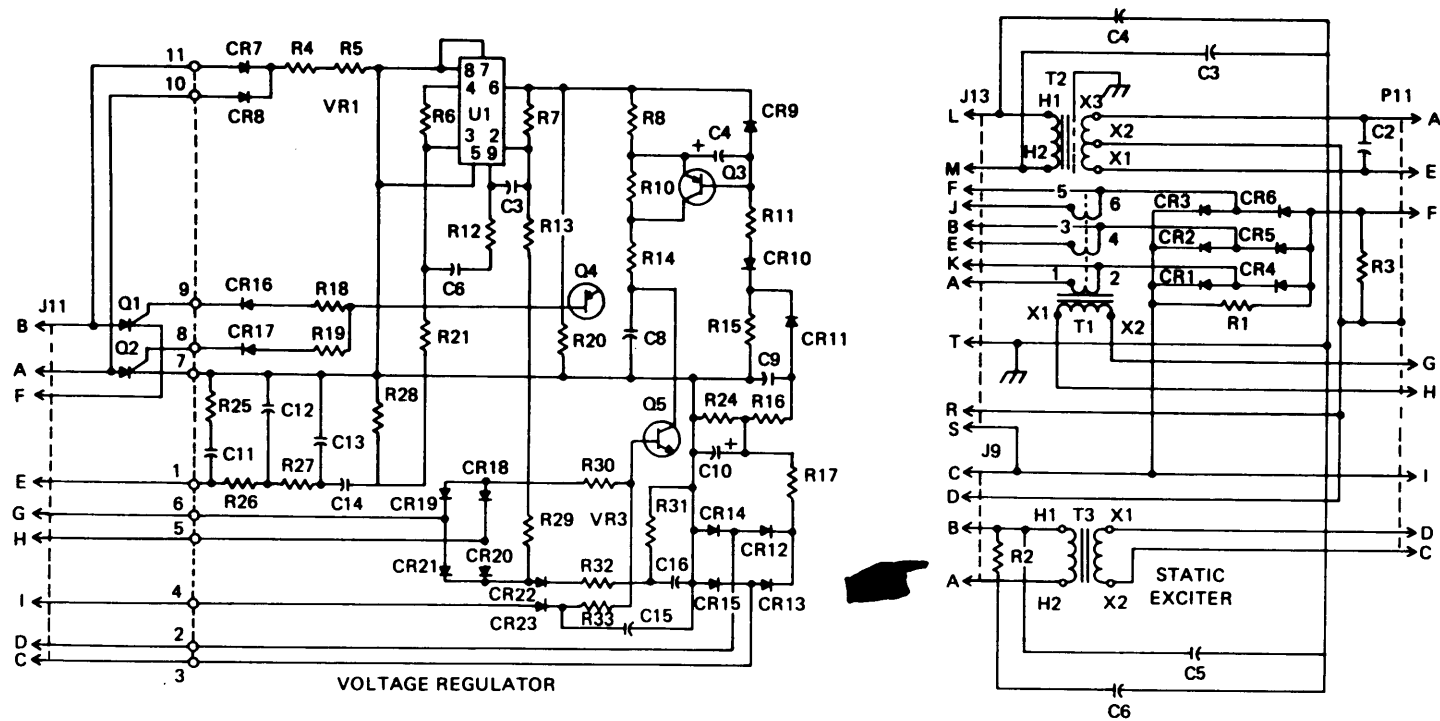 11 CR7 R4 R5
10
CR8
VR1
8 7
4 6
U1
3 2
5 9
R6
R7
R8
CR9
+ C4
Q3
R10
C3
R12
R13
R11
R14
CR10
C6
Q4
J11
Q1
9 CR16 R18
B
8 CR17 R19
Q2
7
A
F
R21
R20
C8
R15
CR11
C9
R25
C12
C13
R28
Q5
R24 R16
C11
C10 +
E 1
R26 R27 C14
CR18
R30
R17
CR19
G 6
H 5
R29
VR3
R31
CR14
CR12
CR21
CR20
R32
C16
CR22
I 4
CR23
R33
C15
CR15 CR13
D 2
C 3
VOLTAGE REGULATOR
C4
C3
T2
J13 H1 X3 P11
L A
X2 C2
H2 X1
M E
F 5 CR3 CR6
J 6 F
B 3 CR2 CR5
E 4
K CR1 CR4 R3
A 1 2
X1 T1 X2 R1
T
G
H
R
S
J9
C I
D
B H1 T3 X1 D
R2 C
A
H2 X2
STATIC
EXCITER
C5
C6